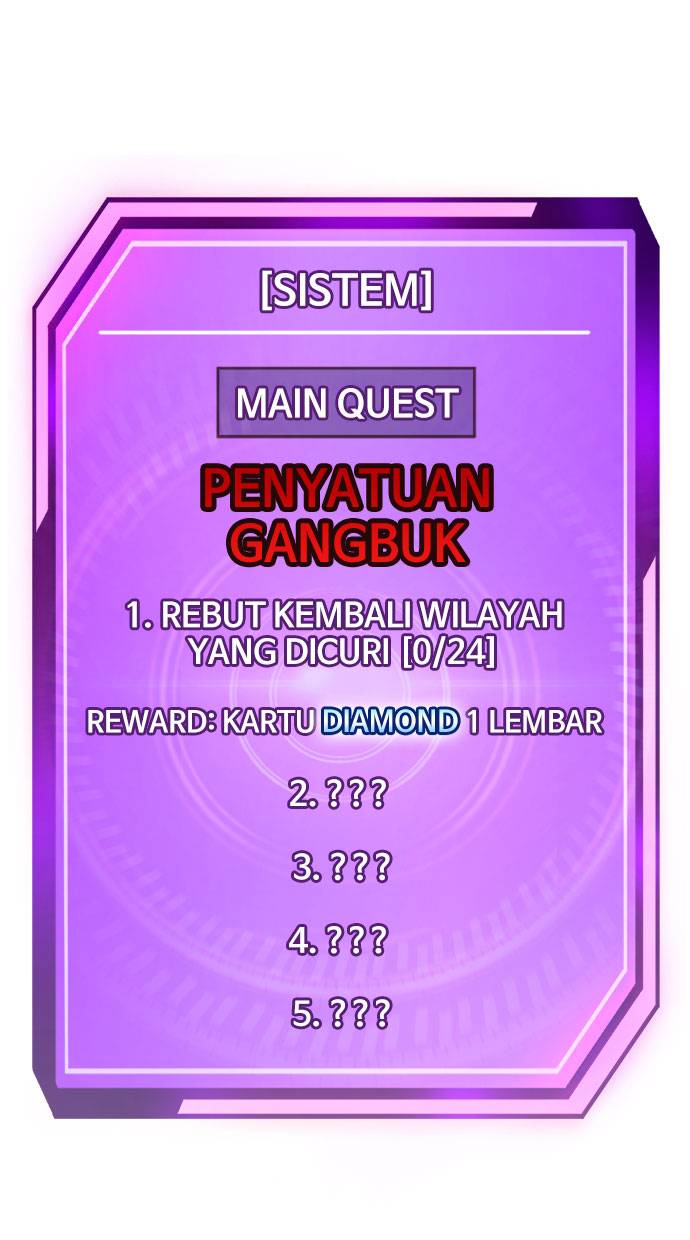 [SISTEM]
MAIN QUEST
PENYATUAN
GANGBUK
1. REBUT KEMBALI WILAYAH
YANG DICURI [0/24]
REWARD: KARTU DIAMOND 1 LEMBAR
2. ???
3. ???
4. ???
5. ???